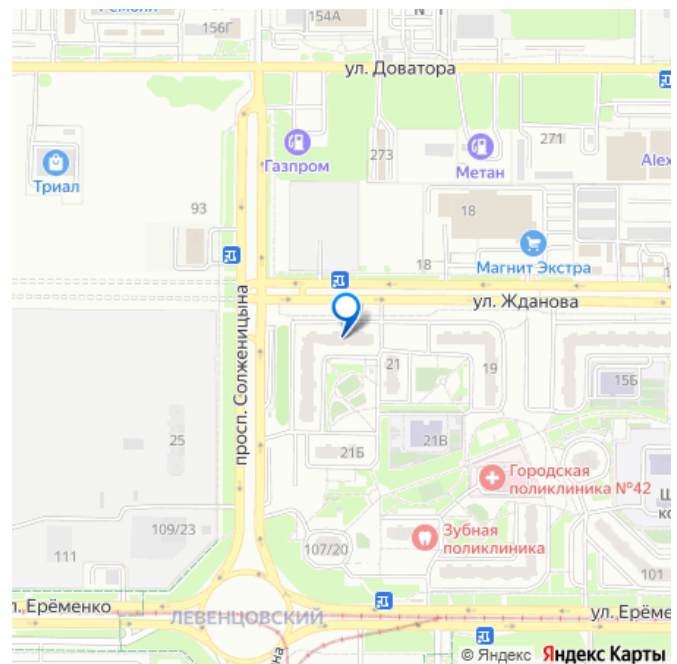 154А
156Г
ул. Доватора
Газпром
273
Метан
271
Триал
93
18
18
Магнит Экстра
ул. Жданова
просп. Солженицына
21
19
15Б
25
21Б
21В
Городская
поликлиника №42
109/23
107/20
Зубная
поликлиника
111
101
Ерёменко
ЛЕВЕНЦОВСКИЙ
ул. Ерёме
© Яндекс Яндекс Карты